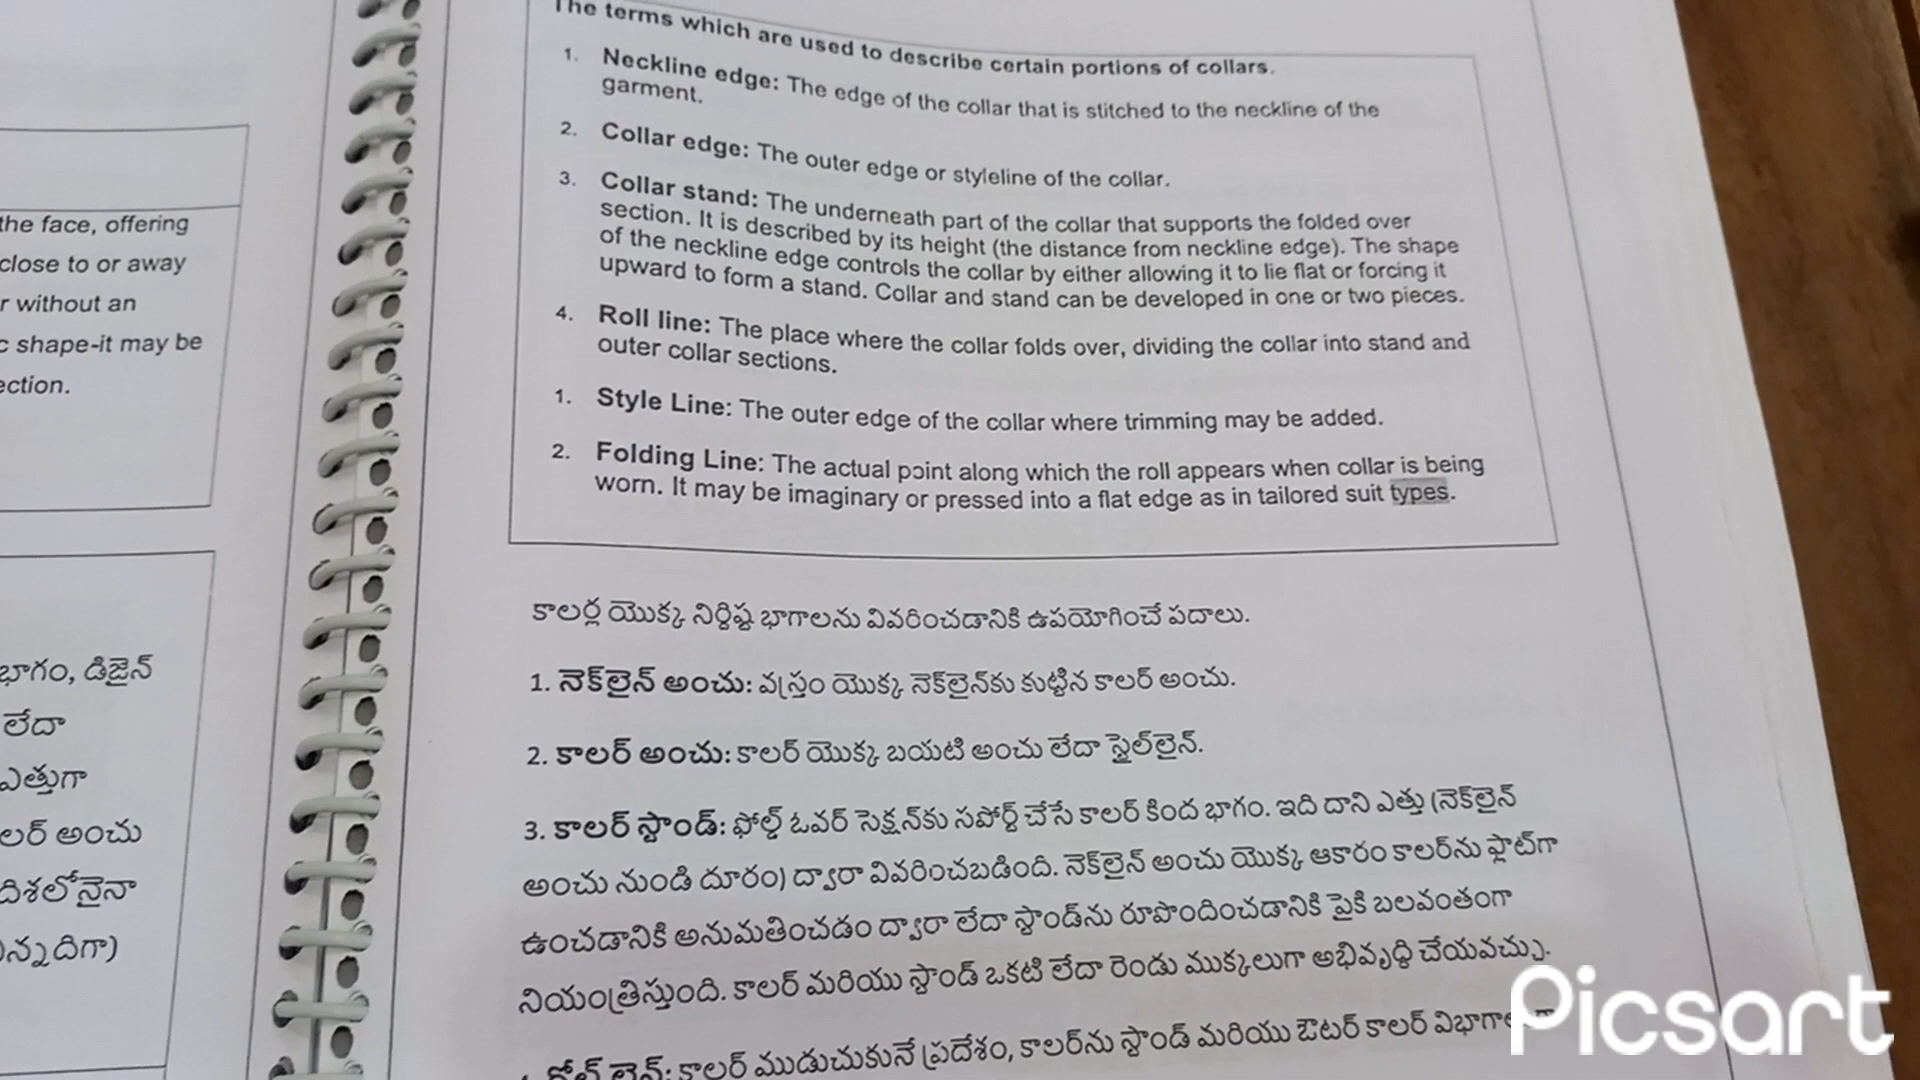 the face, offering
close to or away
r without an
shape-it may be
ection.
భాగం, డిజైన్
లేదా
ఎత్తుగా
లర్ అంచు
దిశలోనైనా
న్నదిగా)
The terms which are used to describe certain portions of collars.
1. Neckline edge: The edge of the collar that is stitched to the neckline of the
garment.
2. Collar edge: The outer edge or styleline of the collar.
3. Collar stand: The underneath part of the collar that supports the folded over
section. It is described by its height (the distance from neckline edge). The shape
of the neckline edge controls the collar by either allowing it to lie flat or forcing it
upward to form a stand. Collar and stand can be developed in one or two pieces.
4. Roll line: The place where the collar folds over, dividing the collar into stand and
outer collar sections.
1. Style Line: The outer edge of the collar where trimming may be added.
2. Folding Line: The actual point along which the roll appears when collar is being
worn. It may be imaginary or pressed into a flat edge as in tailored suit types.
కాలర్ల యొక్క నిర్దిష్ట భాగాలను వివరించడానికి ఉపయోగించే పదాలు.
1. నెక్‌లైన్ అంచు: వస్త్రం యొక్క నెక్‌లైన్‌కు కుట్టిన కాలర్ అంచు.
2. కాలర్ అంచు: కాలర్ యొక్క బయటి అంచు లేదా స్టైల్‌లైన్.
3. కాలర్ స్టాండ్: ఫోల్డ్ ఓవర్ సెక్షన్‌కు సపోర్ట్ చేసే కాలర్ కింద భాగం. ఇది దాని ఎత్తు (నెక్‌లైన్
అంచు నుండి దూరం) ద్వారా వివరించబడింది. నెక్‌లైన్ అంచు యొక్క ఆకారం కాలర్‌ను ఫ్లాట్‌గా
ఉంచడానికి అనుమతించడం ద్వారా లేదా స్టాండ్‌ను రూపొందించడానికి పైకి బలవంతంగా
నియంత్రిస్తుంది. కాలర్ మరియు స్టాండ్ ఒకటి లేదా రెండు ముక్కలుగా అభివృద్ధి చేయవచ్చు.
రోల్ లైన్: కాలర్ ముడుచుకునే ప్రదేశం, కాలర్‌ను స్టాండ్ మరియు ఔటర్ కాలర్
Picsart